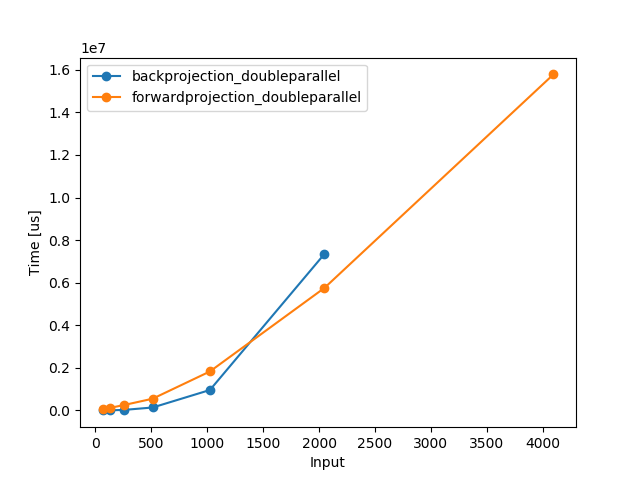 1e7
backprojection_doubleparallel
forwardprojection_doubleparallel
1.6
1.4
1.2
1.0
0.8
0.6
0.4
0.2
0.0
Time [us]
0 500 1000 1500 2000 2500 3000 3500 4000
Input